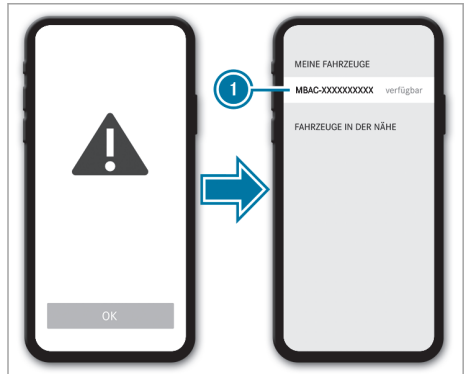 OK
1
MEINE FAHRZEUGE
MBAC-XXXXXXXXXX verfügbar
FAHRZEUGE IN DER NÄHE